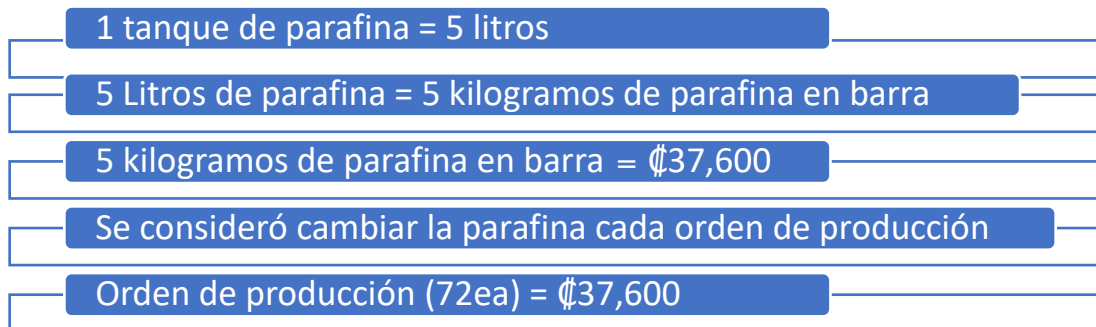 1 tanque de parafina = 5 litros
5 Litros de parafina = 5 kilogramos de parafina en barra
5 kilogramos de parafina en barra = ₡37,600
Se consideró cambiar la parafina cada orden de producción
Orden de producción (72ea) = ₡37,600